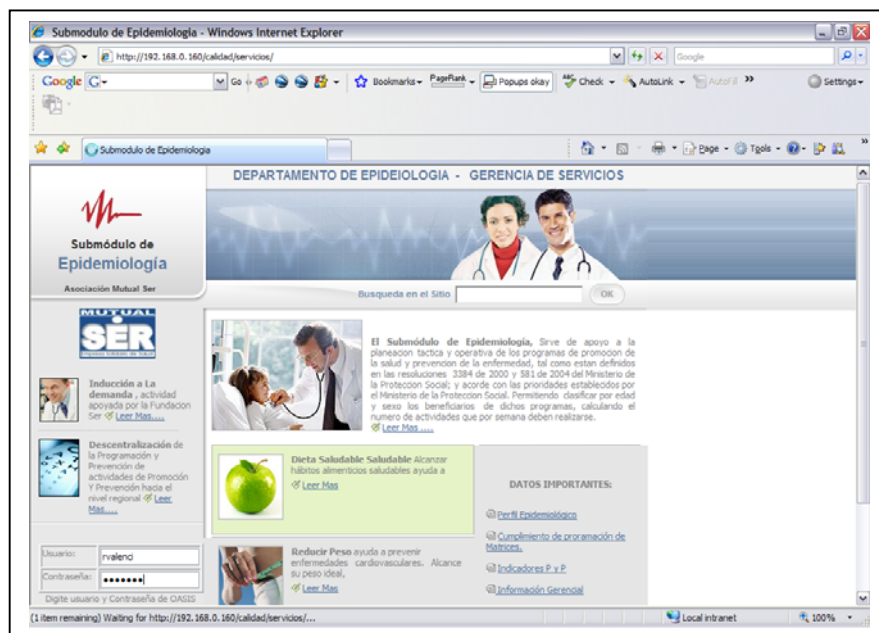 Submodulo de Epidemiologia - Windows Internet Explorer
http://192.168.0.160/calidad/servicios/
Google
Google G
Go
Bookmarks
PageRank
Popups okay
Check
AutoLink
AutoFill
Settings
Submodulo de Epidemiologia
Page
Tools
DEPARTAMENTO DE EPIDEIOLOGIA - GERENCIA DE SERVICIOS
Submódulo de
Epidemiología
Asociación Mutual Ser
Busqueda en el Sitio
OK
MUTUAL
SER
Empresa Solidaria de Salud
Inducción a La
demanda , actividad
apoyada por la Fundacion
Ser Leer Mas....
Descentralización de
la Programación y
Prevención de
actividades de Promoción
Y Prevención hacia el
nivel regional Leer
Mas....
Usuario: rvalenci
Contraseña: •••••••
Digite usuario y Contraseña de OASIS
El Submódulo de Epidemiología, Sirve de apoyo a la
planeacion tactica y operativa de los programas de promocion de
la salud y prevencion de la enfermedad, tal como estan definidos
en las resoluciones 3384 de 2000 y 581 de 2004 del Ministerio de
la Proteccion Social; y acorde con las prioridades establecidos por
el Ministerio de la Proteccion Social. Permitiendo clasificar por edad
y sexo los beneficiarios de dichos programas, calculando el
numero de actividades que por semana deben realizarse.
Leer Mas ....
Dieta Saludable Saludable Alcanzar
hábitos alimenticios saludables ayuda a
Leer Mas
Reducir Peso ayuda a prevenir
enfermedades cardiovasculares. Alcance
su peso ideal,
Leer Mas
DATOS IMPORTANTES:
Perfil Epidemiológico
Cumplimiento de proramación de
Matrices.
Indicadores P y P
Información Gerencial
(1 item remaining) Waiting for http://192.168.0.160/calidad/servicios/...
Local intranet
100%